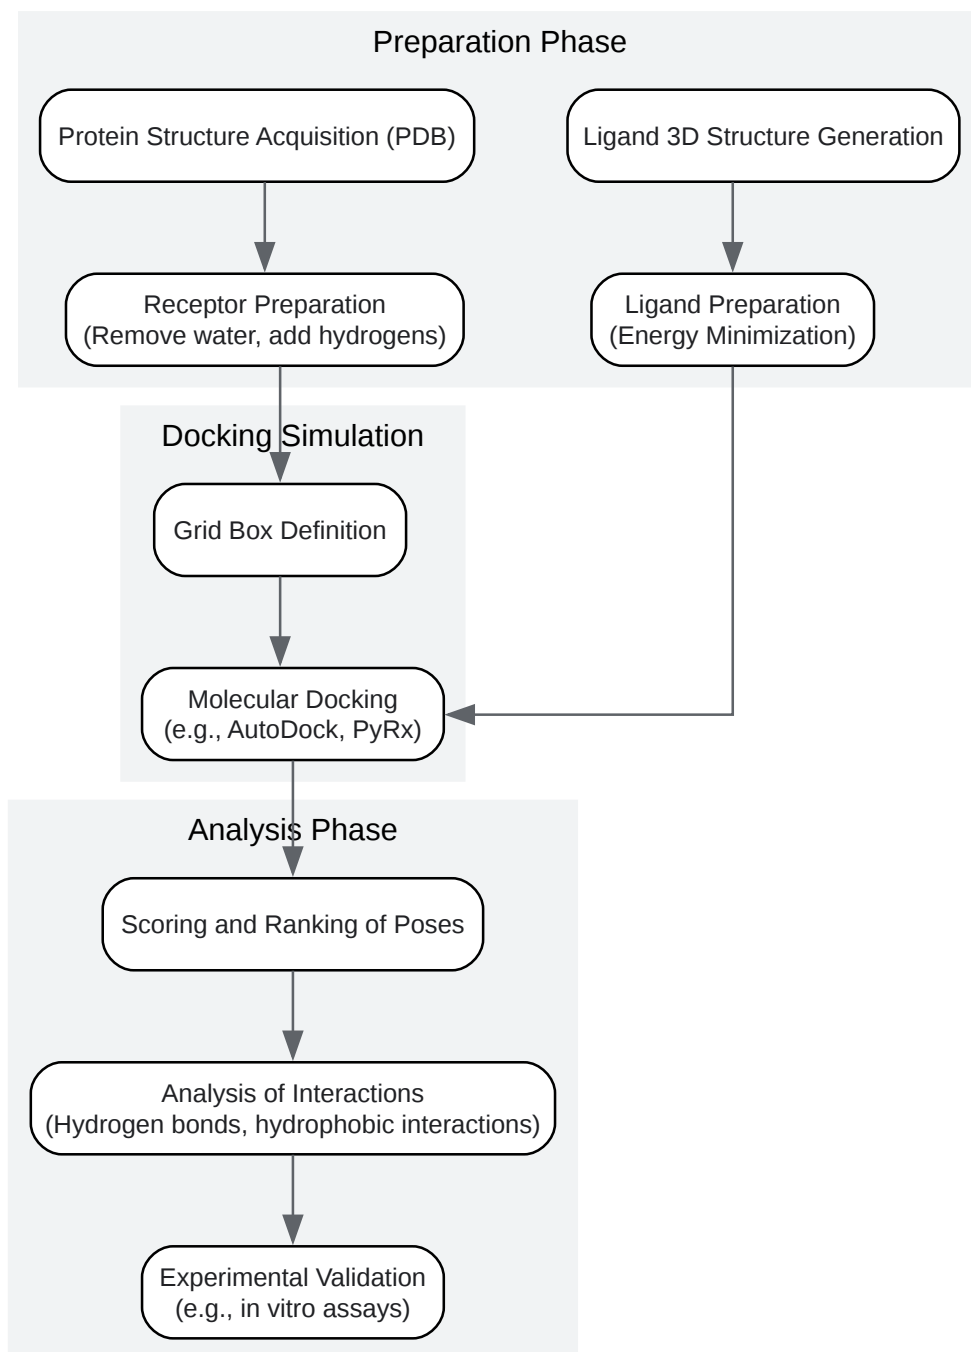 Preparation Phase
Protein Structure Acquisition (PDB)
Ligand 3D Structure Generation
Receptor Preparation
(Remove water, add hydrogens)
Ligand Preparation
(Energy Minimization)
Docking Simulation
Grid Box Definition
Molecular Docking
(e.g., AutoDock, PyRx)
Analysis Phase
Scoring and Ranking of Poses
Analysis of Interactions
(Hydrogen bonds, hydrophobic interactions)
Experimental Validation
(e.g., in vitro assays)